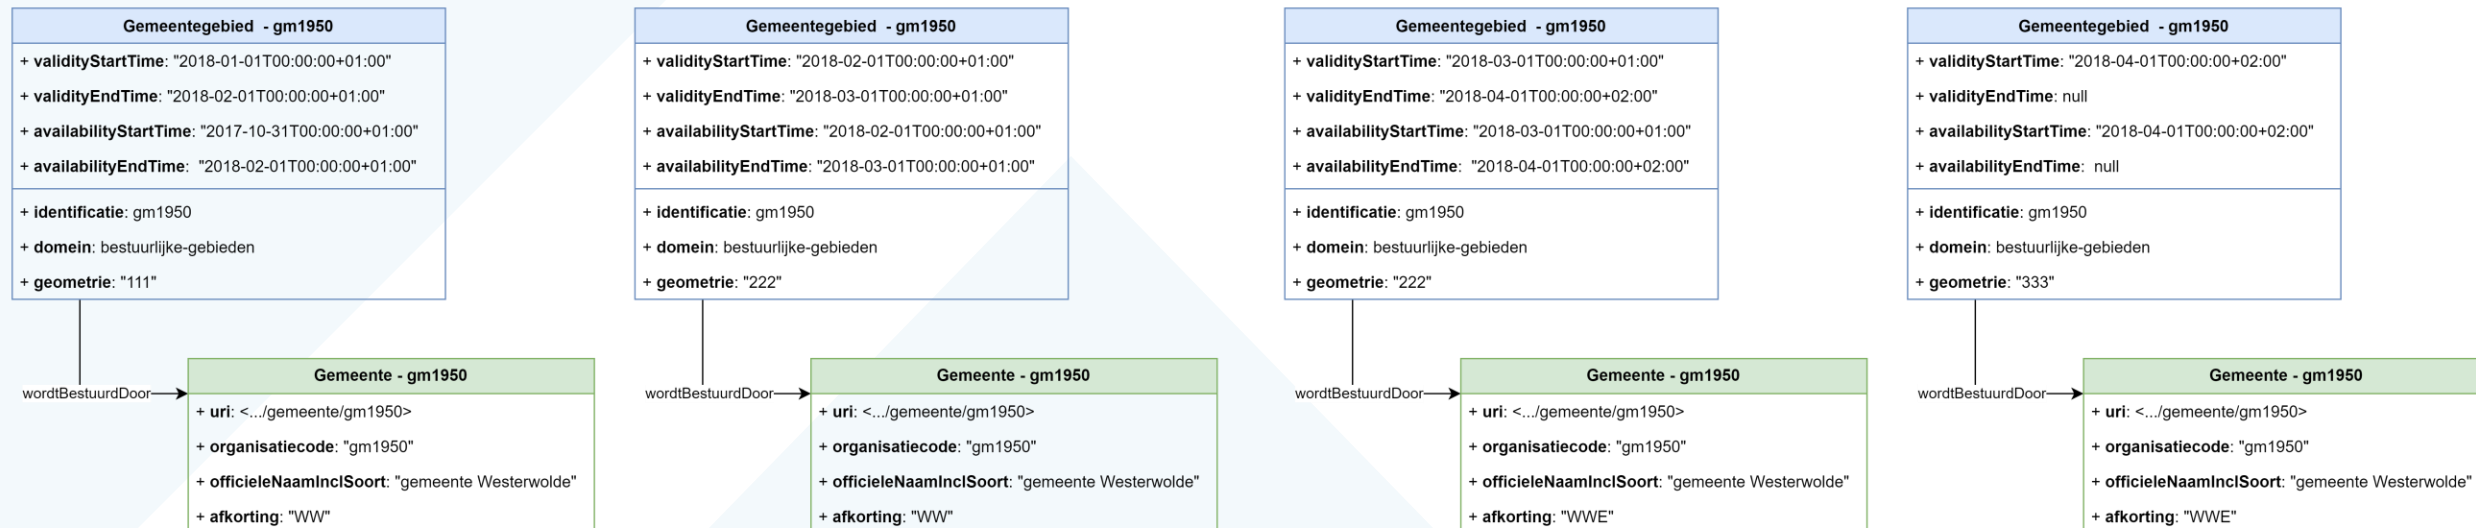 Gemeentegebied - gm1950
+ validityStartTime: "2018-01-01T00:00:00+01:00"
+ validityEndTime: "2018-02-01T00:00:00+01:00"
+ availabilityStartTime: "2017-10-31T00:00:00+01:00"
+ availabilityEndTime: "2018-02-01T00:00:00+01:00"
+ identificatie: gm1950
+ domein: bestuurlijke-gebieden
+ geometrie: "111"
wordtBestuurdDoor
Gemeente - gm1950
+ uri: <.../gemeente/gm1950>
+ organisatiecode: "gm1950"
+ officieleNaamInclSoort: "gemeente Westerwolde"
+ afkorting: "WW"
Gemeentegebied - gm1950
+ validityStartTime: "2018-02-01T00:00:00+01:00"
+ validityEndTime: "2018-03-01T00:00:00+01:00"
+ availabilityStartTime: "2018-02-01T00:00:00+01:00"
+ availabilityEndTime: "2018-03-01T00:00:00+01:00"
+ identificatie: gm1950
+ domein: bestuurlijke-gebieden
+ geometrie: "222"
wordtBestuurdDoor
Gemeente - gm1950
+ uri: <.../gemeente/gm1950>
+ organisatiecode: "gm1950"
+ officieleNaamInclSoort: "gemeente Westerwolde"
+ afkorting: "WW"
Gemeentegebied - gm1950
+ validityStartTime: "2018-03-01T00:00:00+01:00"
+ validityEndTime: "2018-04-01T00:00:00+02:00"
+ availabilityStartTime: "2018-03-01T00:00:00+01:00"
+ availabilityEndTime: "2018-04-01T00:00:00+02:00"
+ identificatie: gm1950
+ domein: bestuurlijke-gebieden
+ geometrie: "222"
wordtBestuurdDoor
Gemeente - gm1950
+ uri: <.../gemeente/gm1950>
+ organisatiecode: "gm1950"
+ officieleNaamInclSoort: "gemeente Westerwolde"
+ afkorting: "WWE"
Gemeentegebied - gm1950
+ validityStartTime: "2018-04-01T00:00:00+02:00"
+ validityEndTime: null
+ availabilityStartTime: "2018-04-01T00:00:00+02:00"
+ availabilityEndTime: null
+ identificatie: gm1950
+ domein: bestuurlijke-gebieden
+ geometrie: "333"
wordtBestuurdDoor
Gemeente - gm1950
+ uri: <.../gemeente/gm1950>
+ organisatiecode: "gm1950"
+ officieleNaamInclSoort: "gemeente Westerwolde"
+ afkorting: "WWE"